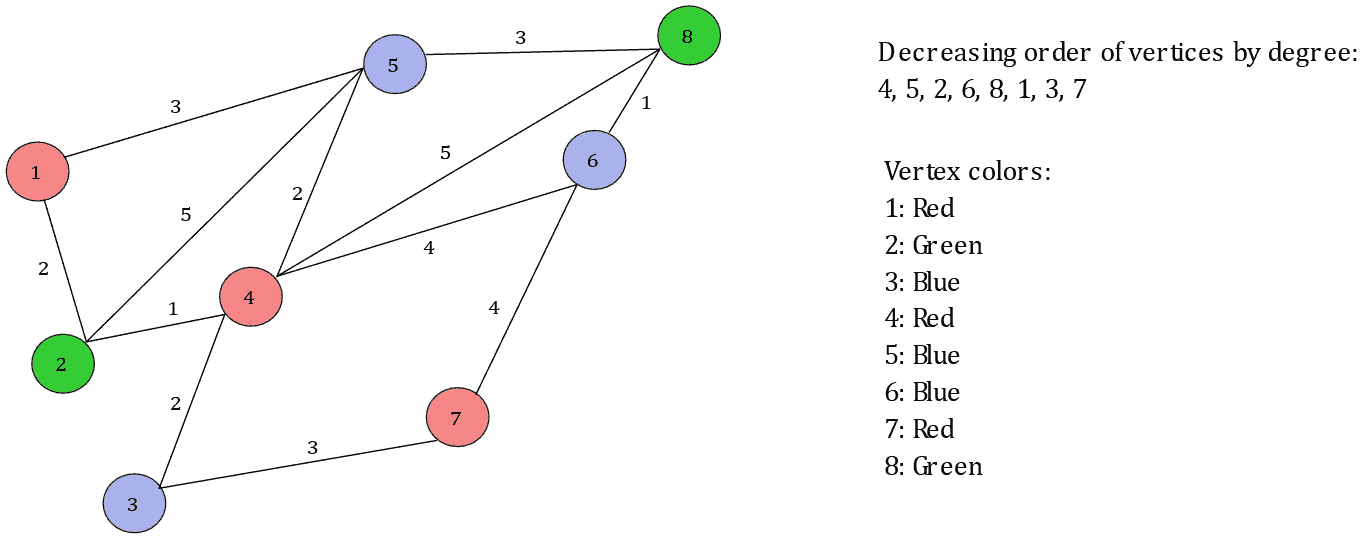 3
8
5
3
1
6
1
5
5
2
4
2
1
4
4
2
2
7
3
3
Decreasing order of vertices by degree:
4, 5, 2, 6, 8, 1, 3, 7
Vertex colors:
1: Red
2: Green
3: Blue
4: Red
5: Blue
6: Blue
7: Red
8: Green